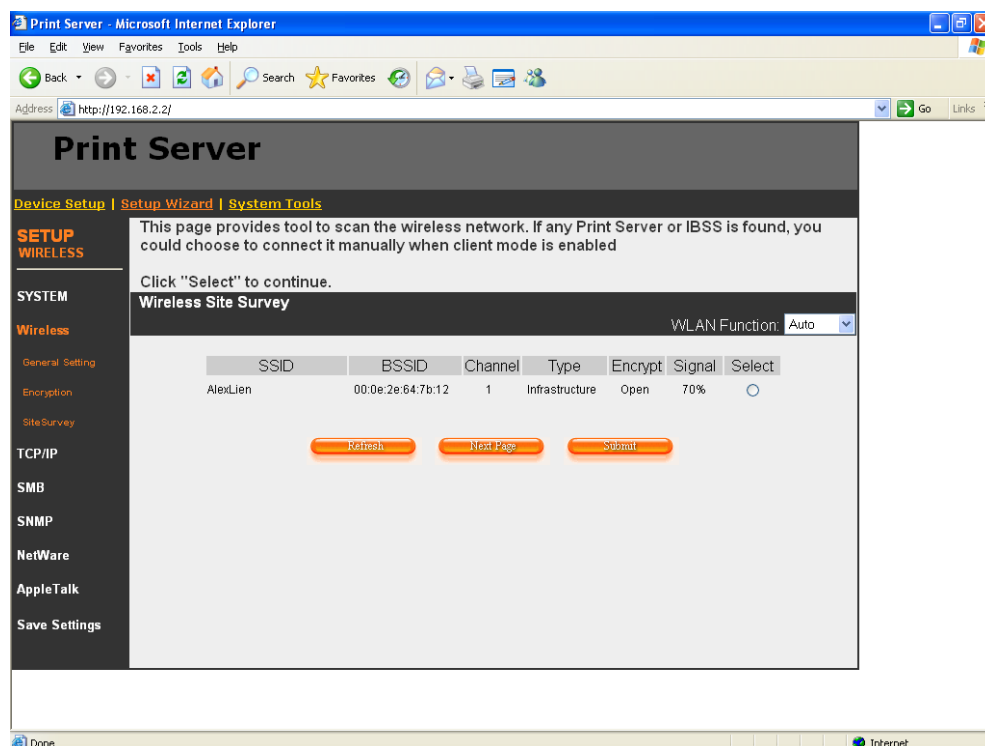 Print Server - Microsoft Internet Explorer
File Edit View Favorites Tools Help
Back Search Favorites
Address http://192.168.2.2/ Go Links
Print Server
Device Setup | Setup Wizard | System Tools
SETUP
WIRELESS
SYSTEM
Wireless
General Setting
Encryption
SiteSurvey
TCP/IP
SMB
SNMP
NetWare
AppleTalk
Save Settings
This page provides tool to scan the wireless network. If any Print Server or IBSS is found, you
could choose to connect it manually when client mode is enabled
Click "Select" to continue.
Wireless Site Survey
WLAN Function: Auto
SSID BSSID Channel Type Encrypt Signal Select
AlexLien 00:0e:2e:64:7b:12 1 Infrastructure Open 70%
Refresh Next Page Submit
Done Internet